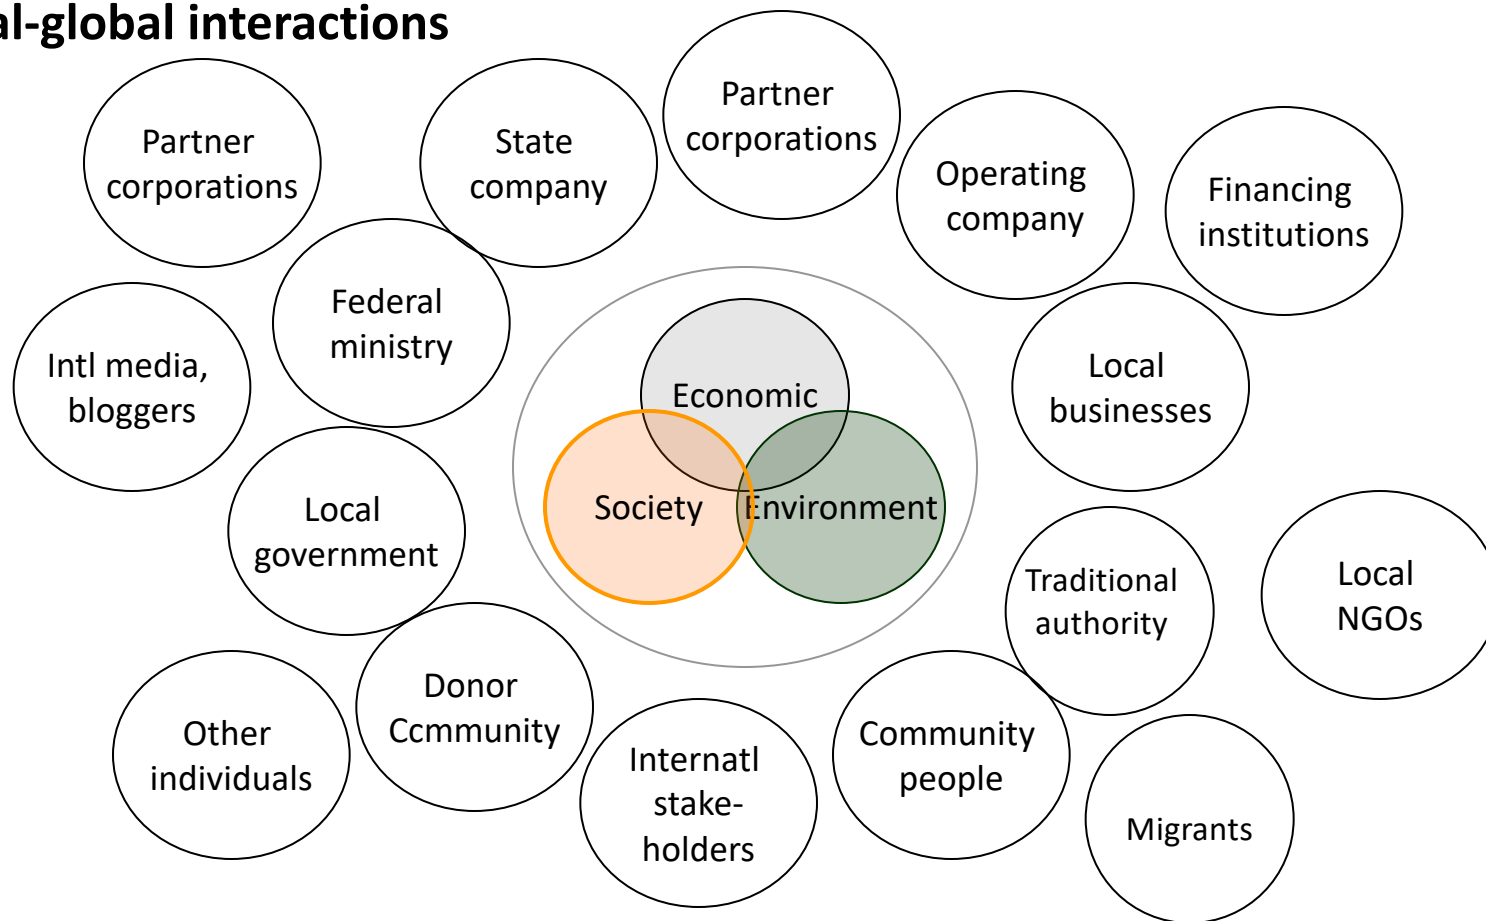 al-global interactions
Partner
corporations
State
company
Partner
corporations
Operating
company
Financing
institutions
Federal
ministry
Intl media,
bloggers
Economic
Local
businesses
Society
Environment
Local
government
Traditional
authority
Local
NGOs
Donor
Ccmmunity
Other
individuals
Internatl
stake-
holders
Community
people
Migrants